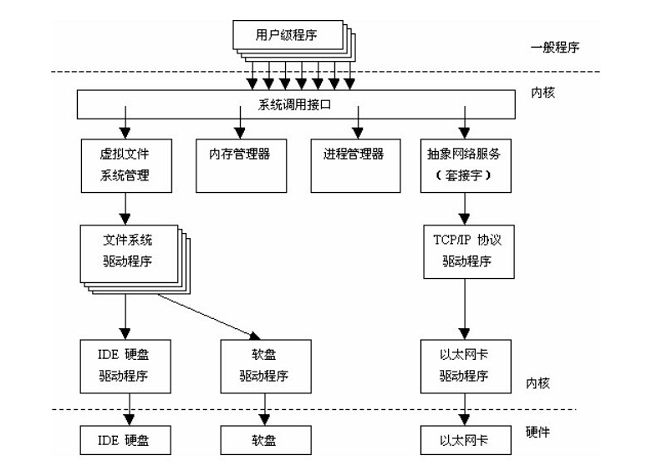 用户级程序
一般程序
内核
系统调用接口
虚拟文件
系统管理
内存管理器
进程管理器
抽象网络服务
（套接字）
文件系统
驱动程序
TCP/IP 协议
驱动程序
IDE 硬盘
驱动程序
软盘
驱动程序
以太网卡
驱动程序
内核
硬件
IDE 硬盘
软盘
以太网卡